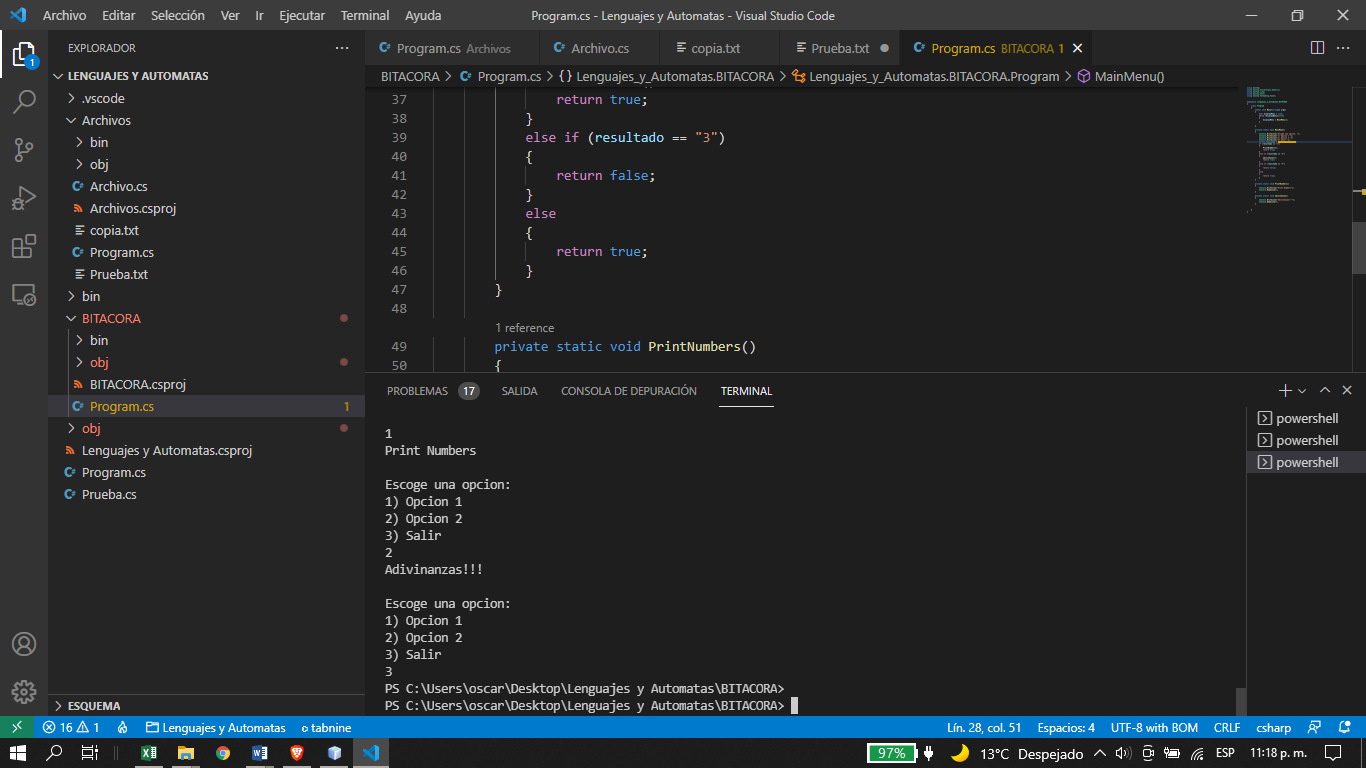 Archivo Editar Selección Ver Ir Ejecutar Terminal Ayuda
Program.cs - Lenguajes y Automatas - Visual Studio Code
EXPLORADOR
LENGUAJES Y AUTOMATAS
.vscode
Archivos
bin
obj
Archivo.cs
Archivos.csproj
copia.txt
Program.cs
Prueba.txt
bin
BITACORA
bin
obj
BITACORA.csproj
Program.cs 1
obj
Lenguajes y Automatas.csproj
Program.cs
Prueba.cs
ESQUEMA
1
Program.cs Archivos
Archivo.cs
copia.txt
Prueba.txt
Program.cs BITACORA 1
BITACORA > Program.cs > {} Lenguajes_y_Automatas.BITACORA > Lenguajes_y_Automatas.BITACORA.Program > MainMenu()
37 return true;
38 }
39 else if (resultado == "3")
40 {
41 return false;
42 }
43 else
44 {
45 return true;
46 }
47 }
48
1 reference
49 private static void PrintNumbers()
50 {
PROBLEMAS 17 SALIDA CONSOLA DE DEPURACIÓN TERMINAL
1
Print Numbers
Escoge una opcion:
1) Opcion 1
2) Opcion 2
3) Salir
2
Adivinanzas!!!
Escoge una opcion:
1) Opcion 1
2) Opcion 2
3) Salir
3
PS C:\Users\oscar\Desktop\Lenguajes y Automatas\BITACORA>
PS C:\Users\oscar\Desktop\Lenguajes y Automatas\BITACORA>
powershell
powershell
powershell
16 1 Lenguajes y Automatas tabnine
Lín. 28, col. 51 Espacios: 4 UTF-8 with BOM CRLF csharp
97% 13°C Despejado ESP 11:18 p. m.